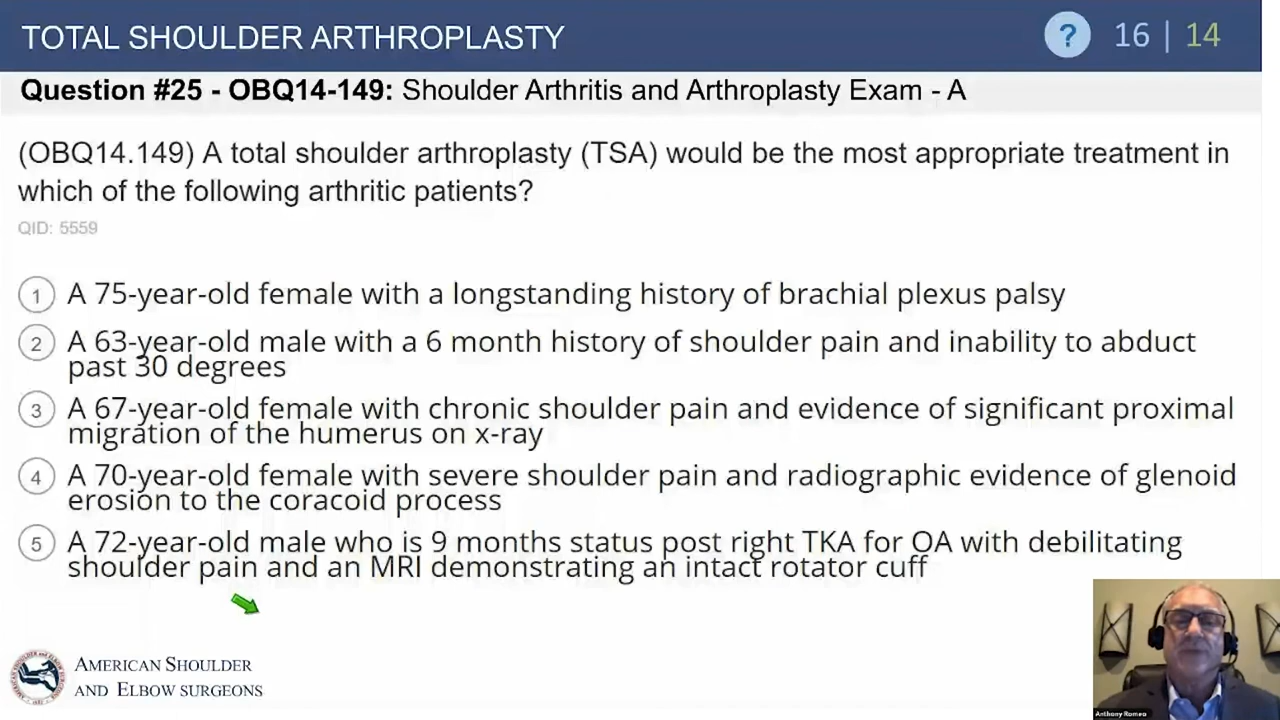 TOTAL SHOULDER ARTHROPLASTY
? 16 | 14
Question #25 - OBQ14-149: Shoulder Arthritis and Arthroplasty Exam - A
(OBQ14.149) A total shoulder arthroplasty (TSA) would be the most appropriate treatment in
which of the following arthritic patients?
QID: 5559
1 A 75-year-old female with a longstanding history of brachial plexus palsy
2 A 63-year-old male with a 6 month history of shoulder pain and inability to abduct
past 30 degrees
3 A 67-year-old female with chronic shoulder pain and evidence of significant proximal
migration of the humerus on x-ray
4 A 70-year-old female with severe shoulder pain and radiographic evidence of glenoid
erosion to the coracoid process
5 A 72-year-old male who is 9 months status post right TKA for OA with debilitating
shoulder pain and an MRI demonstrating an intact rotator cuff
AMERICAN SHOULDER
AND ELBOW SURGEONS
Anthony Romeo